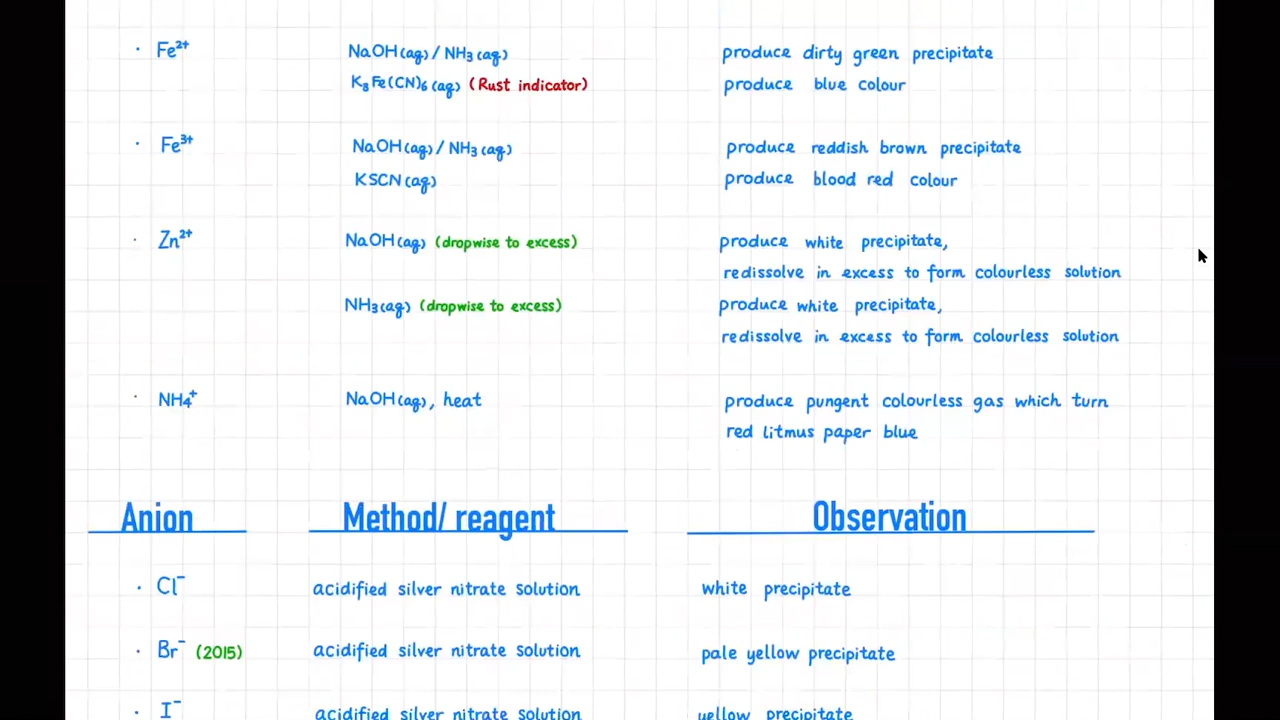 · Fe²⁺ NaOH(aq) / NH₃(aq) produce dirty green precipitate
K₃Fe(CN)₆(aq) (Rust indicator) produce blue colour
· Fe³⁺ NaOH(aq) / NH₃(aq) produce reddish brown precipitate
KSCN(aq) produce blood red colour
· Zn²⁺ NaOH(aq) (dropwise to excess) produce white precipitate,
redissolve in excess to form colourless solution
NH₃(aq) (dropwise to excess) produce white precipitate,
redissolve in excess to form colourless solution
· NH₄⁺ NaOH(aq), heat produce pungent colourless gas which turn
red litmus paper blue
Anion Method/ reagent Observation
· Cl⁻ acidified silver nitrate solution white precipitate
· Br⁻ (2015) acidified silver nitrate solution pale yellow precipitate
· I⁻ acidified silver nitrate solution yellow precipitate